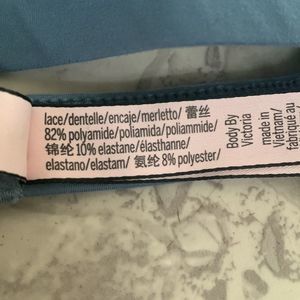 lace/dentelle/encaje/merletto/ 蕾丝
82% polyamide/poliamida/poliammide/
锦纶 10% elastane/élasthanne/
elastano/elastam/ 氨纶 8% polyester/
Body By
Victoria
made in
Vietnam/
fabriqué au